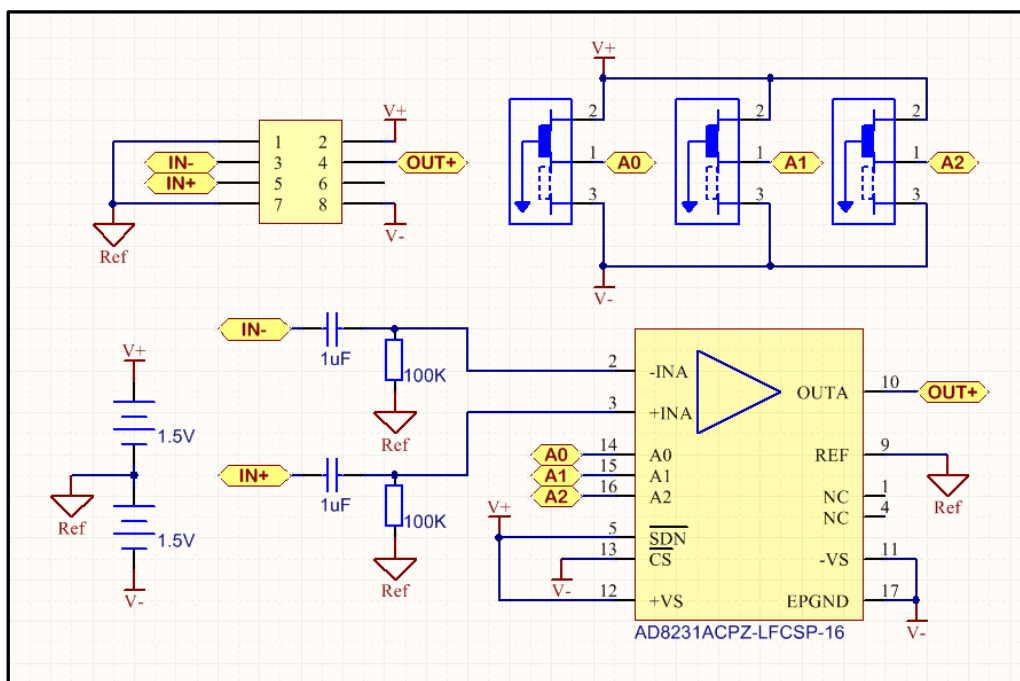 V+
1 2
IN- 3 4 OUT+
IN+ 5 6
7 8
V-
Ref
V+
2
1 A0
3
2
1 A1
3
2
1 A2
3
V-
IN-
1uF
100K
Ref
IN+
1uF
100K
Ref
V+
1.5V
Ref
1.5V
V-
2 -INA
3 +INA
A0 14 A0
A1 15 A1
A2 16 A2
V+
5 SDN
13 CS
V-
12 +VS
OUTA 10 OUT+
REF 9
Ref
NC 1
NC 4
-VS 11
EPGND 17
V-
AD8231ACPZ-LFCSP-16